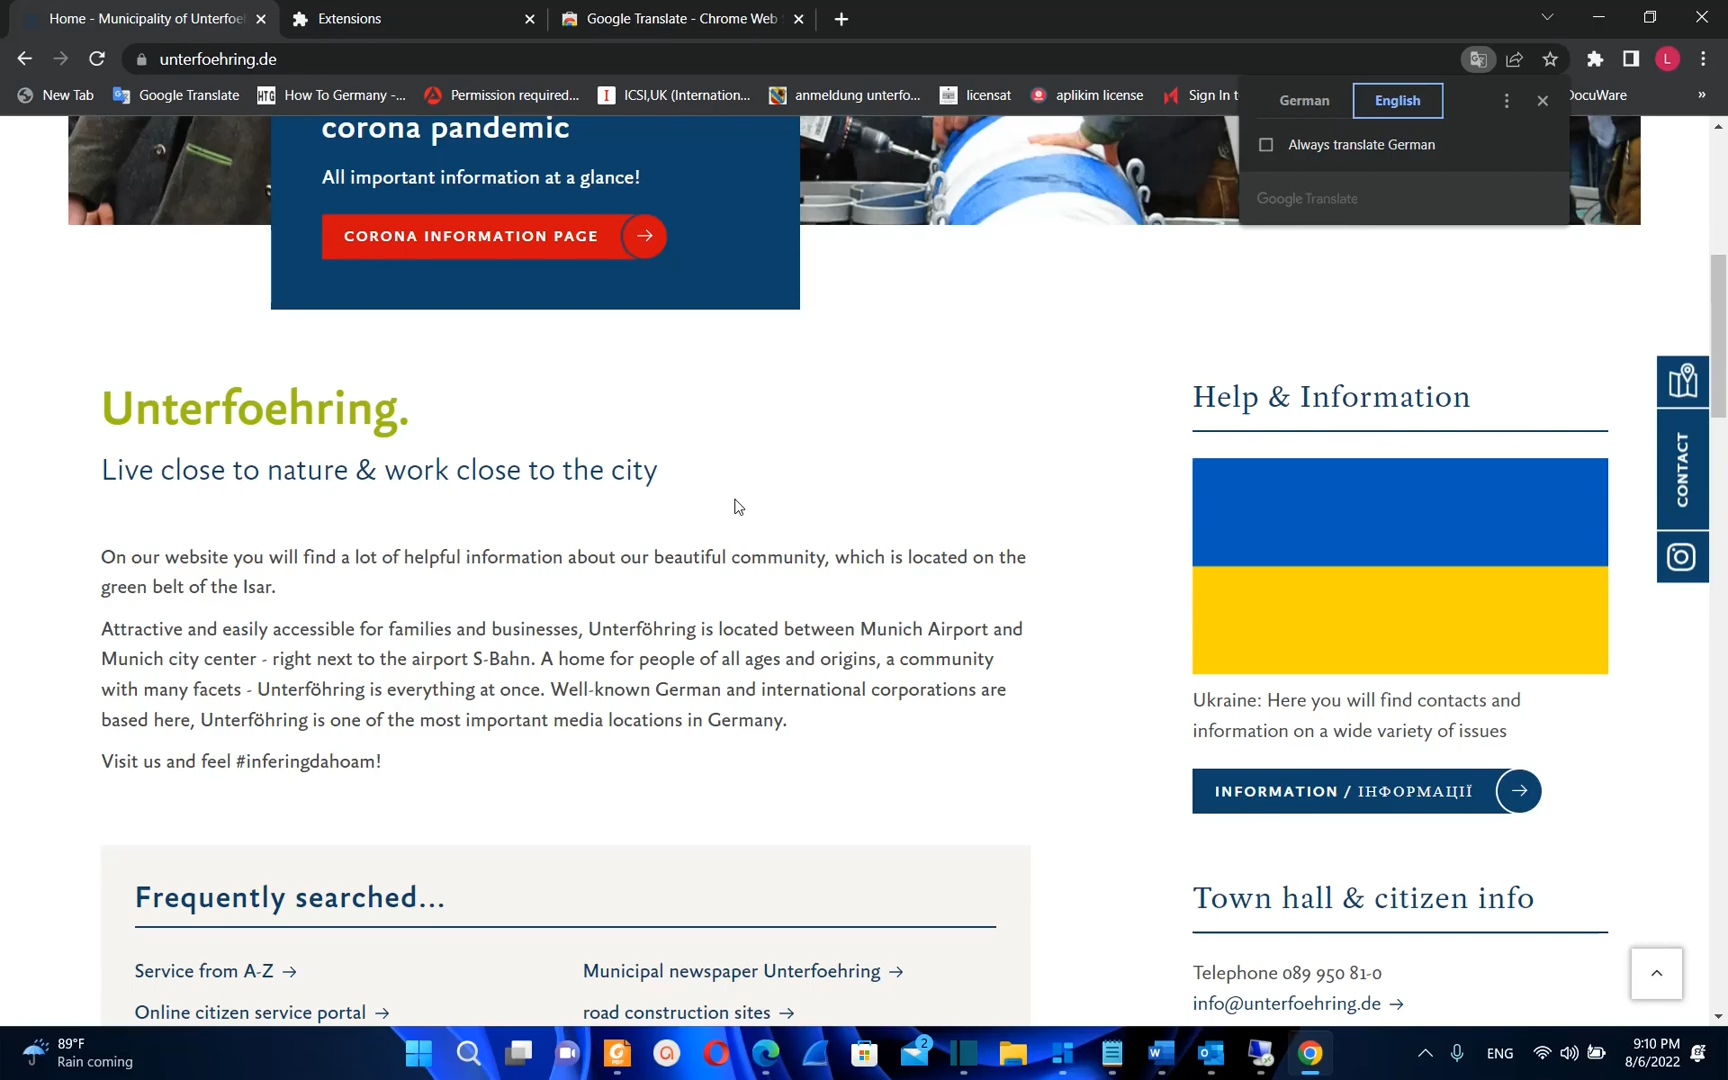 Home - Municipality of Unterfoe
Extensions
Google Translate - Chrome Web
unterfoehring.de
L
New Tab
Google Translate
HTG
How To Germany -...
Permission required...
ICSI,UK (Internation...
anmeldung unterfo...
licensat
aplikim license
Sign In t
DocuWare
»
German
English
Always translate German
Google Translate
corona pandemic
All important information at a glance!
CORONA INFORMATION PAGE
Unterfoehring.
Live close to nature & work close to the city
On our website you will find a lot of helpful information about our beautiful community, which is located on the
green belt of the Isar.
Attractive and easily accessible for families and businesses, Unterföhring is located between Munich Airport and
Munich city center - right next to the airport S-Bahn. A home for people of all ages and origins, a community
with many facets - Unterföhring is everything at once. Well-known German and international corporations are
based here, Unterföhring is one of the most important media locations in Germany.
Visit us and feel #inferingdahoam!
Help & Information
Ukraine: Here you will find contacts and
information on a wide variety of issues
INFORMATION / ІНФОРМАЦІЇ
CONTACT
Frequently searched...
Service from A-Z →
Municipal newspaper Unterfoehring →
Online citizen service portal →
road construction sites →
Town hall & citizen info
Telephone 089 950 81-0
info@unterfoehring.de →
89°F
Rain coming
2
ENG
9:10 PM
8/6/2022